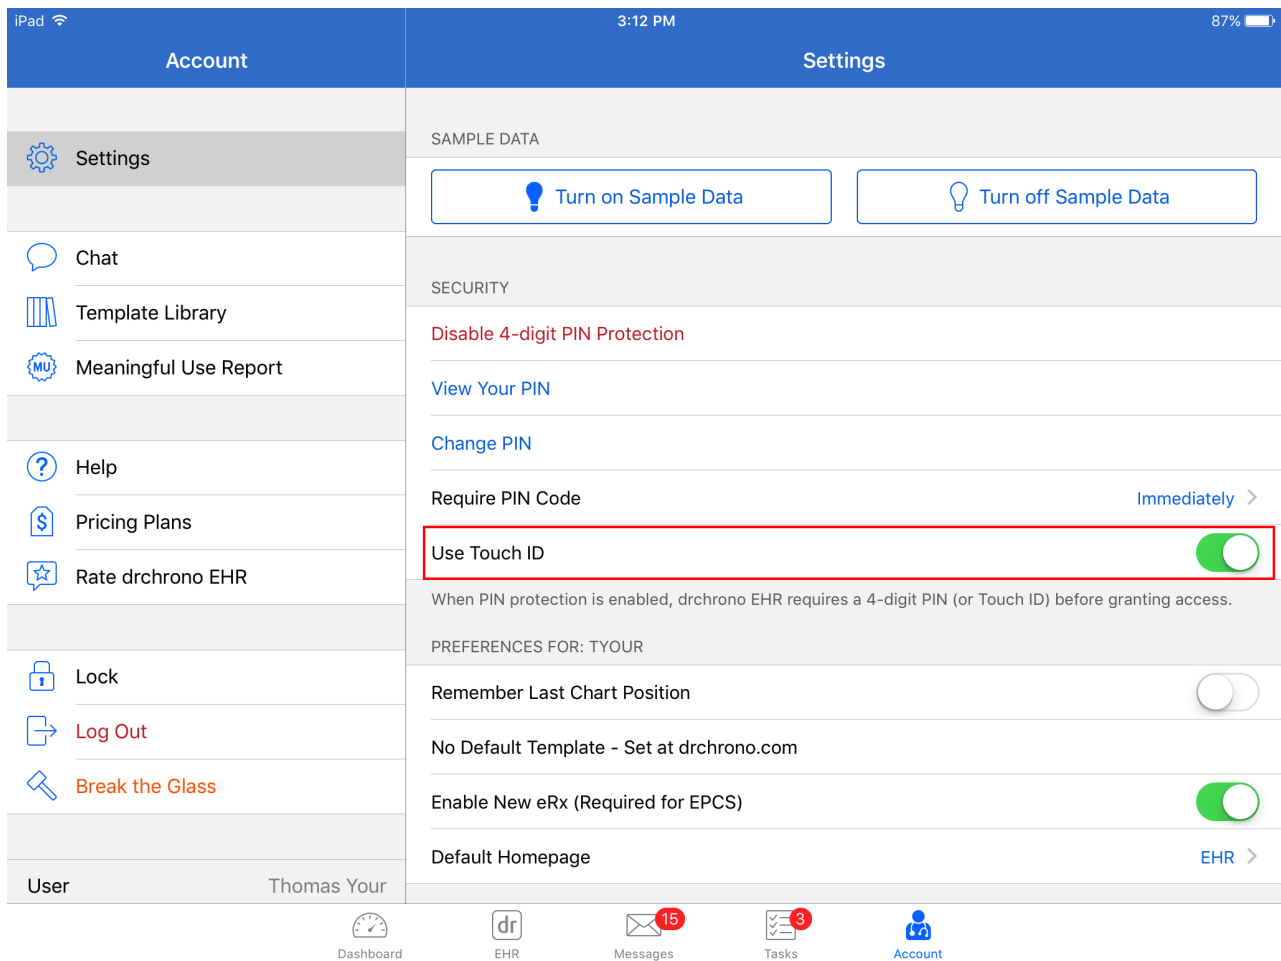 iPad
3:12 PM
87%
Account
Settings
Settings
Chat
Template Library
MU
Meaningful Use Report
?
Help
$
Pricing Plans
Rate drchrono EHR
Lock
Log Out
Break the Glass
User Thomas Your
SAMPLE DATA
Turn on Sample Data
Turn off Sample Data
SECURITY
Disable 4-digit PIN Protection
View Your PIN
Change PIN
Require PIN Code Immediately
Use Touch ID
When PIN protection is enabled, drchrono EHR requires a 4-digit PIN (or Touch ID) before granting access.
PREFERENCES FOR: TYOUR
Remember Last Chart Position
No Default Template - Set at drchrono.com
Enable New eRx (Required for EPCS)
Default Homepage EHR
Dashboard
dr
EHR
15
Messages
3
Tasks
Account